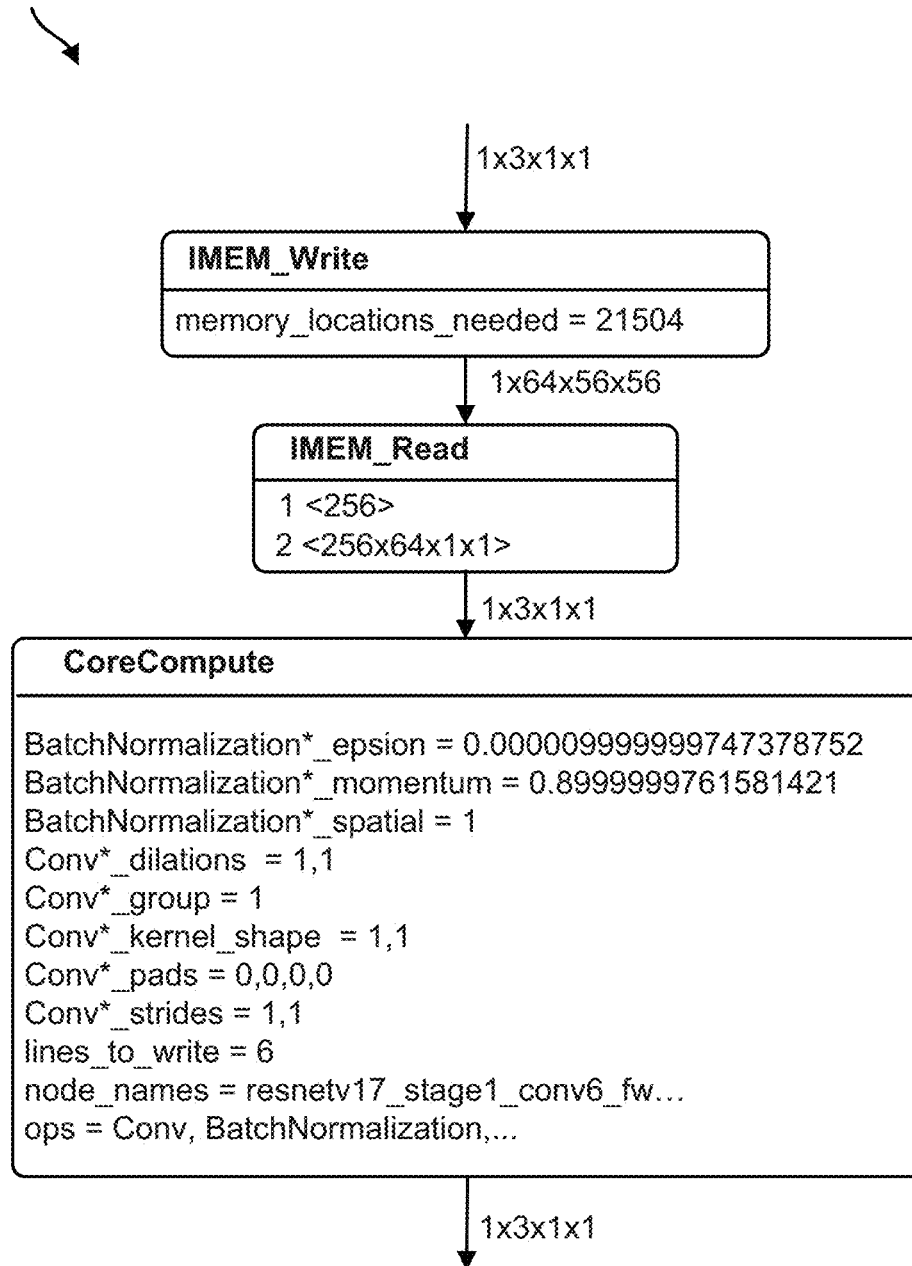 1x3x1x1
IMEM_Write
memory_locations_needed = 21504
1x64x56x56
IMEM_Read
1 <256>
2 <256x64x1x1>
1x3x1x1
CoreCompute
BatchNormalization*_epsion = 0.000009999999747378752
BatchNormalization*_momentum = 0.8999999761581421
BatchNormalization*_spatial = 1
Conv*_dilations = 1,1
Conv*_group = 1
Conv*_kernel_shape = 1,1
Conv*_pads = 0,0,0,0
Conv*_strides = 1,1
lines_to_write = 6
node_names = resnetv17_stage1_conv6_fw...
ops = Conv, BatchNormalization,...
1x3x1x1